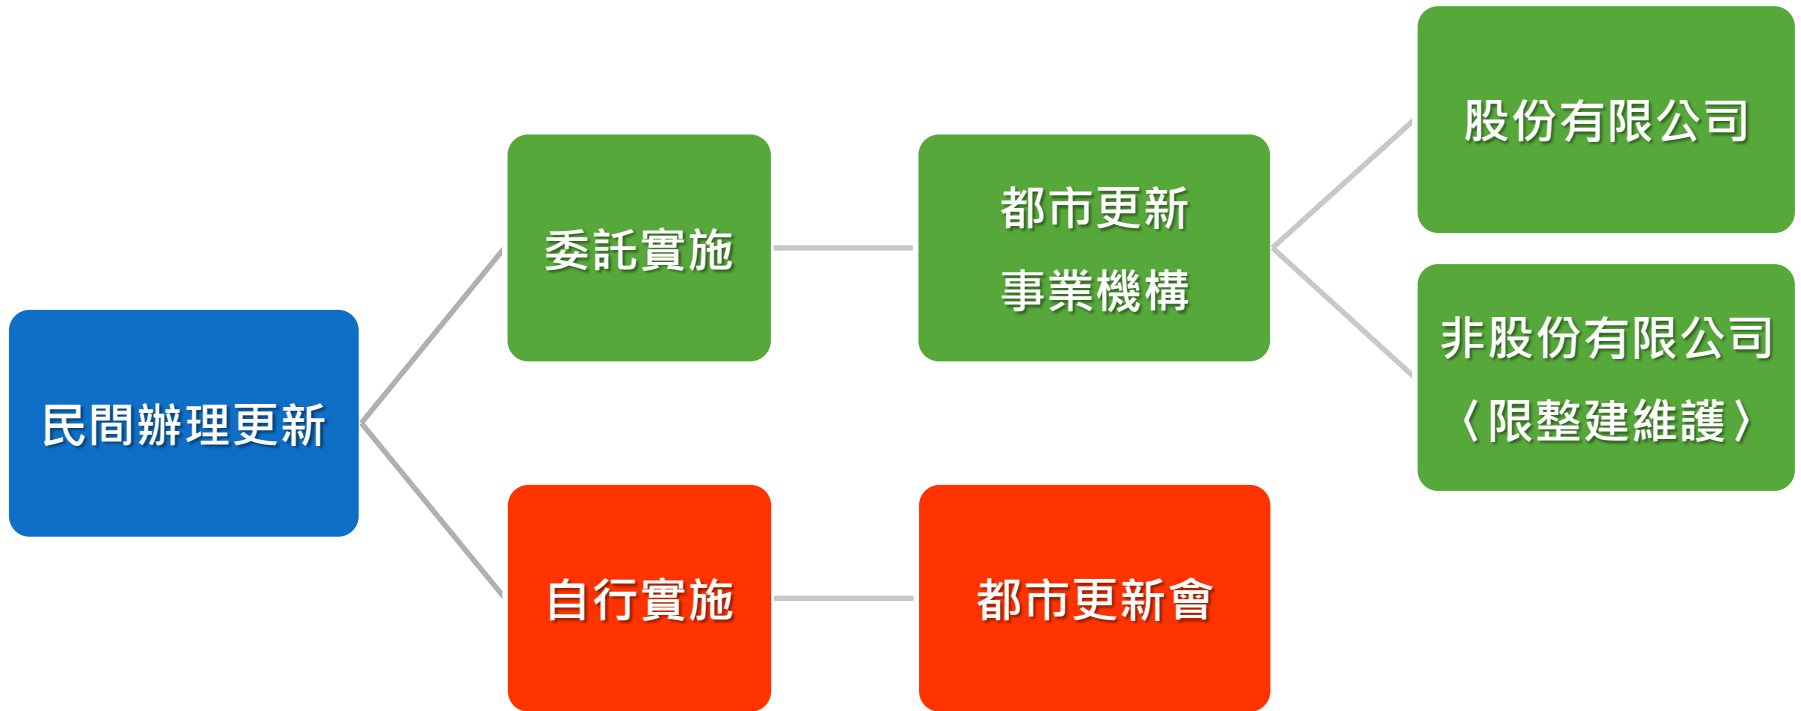 民間辦理更新
委託實施
都市更新
事業機構
股份有限公司
非股份有限公司
〈限整建維護〉
自行實施
都市更新會